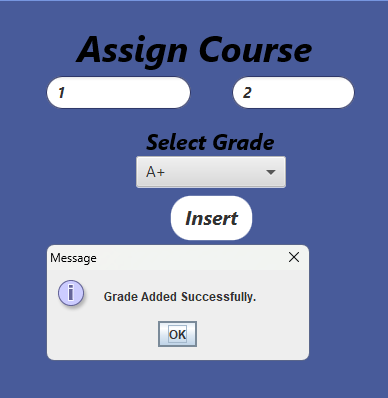 Assign Course
1
2
Select Grade
A+
Insert
Message
Grade Added Successfully.
OK